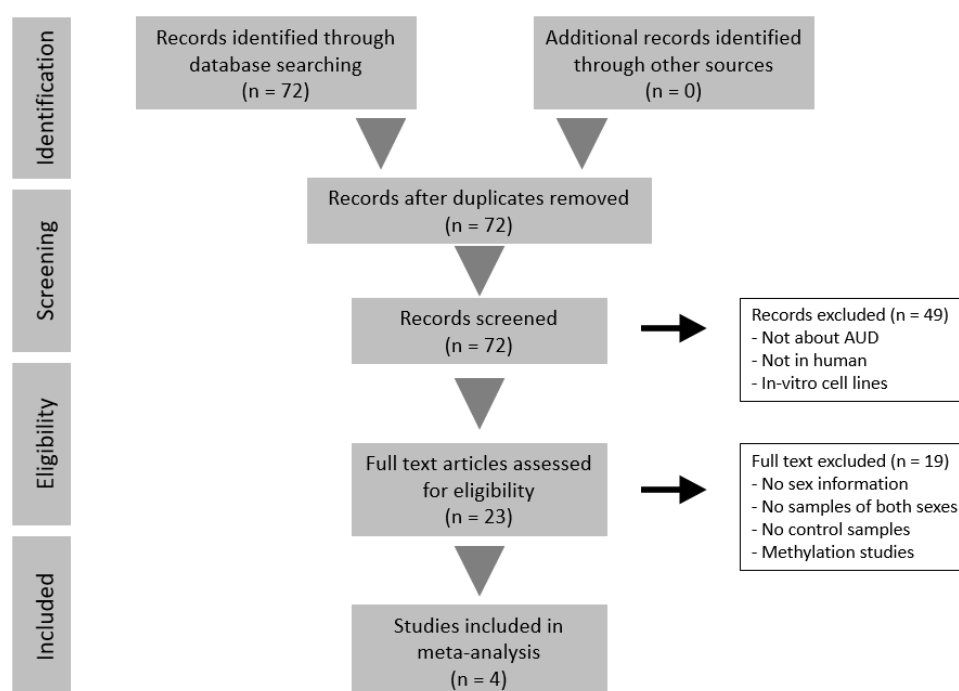 Identification
Records identified through
database searching
(n = 72)
Additional records identified
through other sources
(n = 0)
Screening
Records after duplicates removed
(n = 72)
Records screened
(n = 72)
Records excluded (n = 49)
- Not about AUD
- Not in human
- In-vitro cell lines
Eligibility
Full text articles assessed
for eligibility
(n = 23)
Full text excluded (n = 19)
- No sex information
- No samples of both sexes
- No control samples
- Methylation studies
Included
Studies included in
meta-analysis
(n = 4)